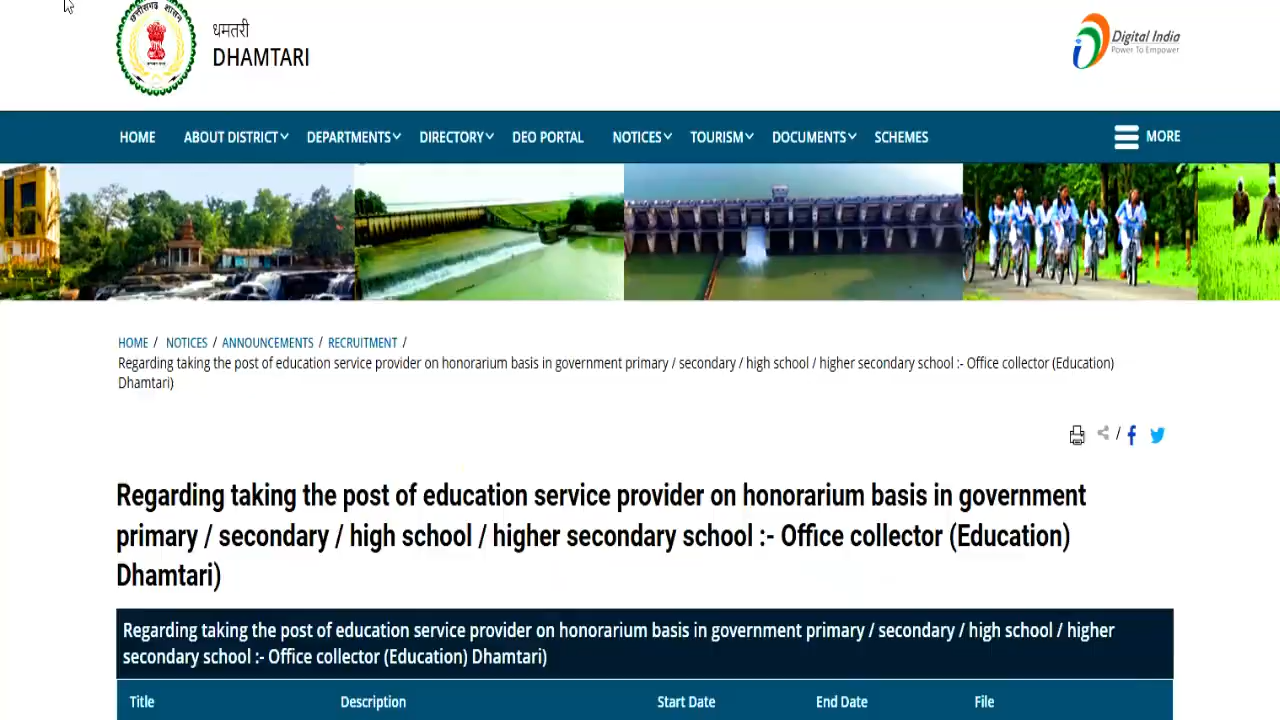 छत्तीसगढ़ शासन
धमतरी
DHAMTARI
Digital India
Power To Empower
HOME ABOUT DISTRICT DEPARTMENTS DIRECTORY DEO PORTAL NOTICES TOURISM DOCUMENTS SCHEMES MORE
HOME / NOTICES / ANNOUNCEMENTS / RECRUITMENT /
Regarding taking the post of education service provider on honorarium basis in government primary / secondary / high school / higher secondary school :- Office collector (Education)
Dhamtari)
/
Regarding taking the post of education service provider on honorarium basis in government
primary / secondary / high school / higher secondary school :- Office collector (Education)
Dhamtari)
Regarding taking the post of education service provider on honorarium basis in government primary / secondary / high school / higher
secondary school :- Office collector (Education) Dhamtari)
Title Description Start Date End Date File